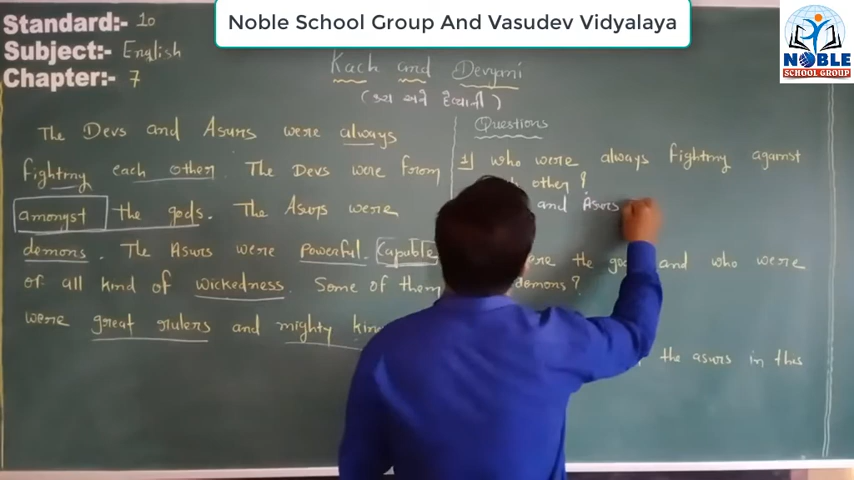 Noble School Group And Vasudev Vidyalaya
NOBLE
SCHOOL GROUP
Standard:- 10
Subject:- English
Chapter:- 7
Kach and Devyani
(કચ અને દેવયાની)
The Devs and Asurs were always
fighting each other. The Devs were from
amongst the gods. The Asurs were
demons. The Asurs were powerful. Capable
of all kind of wickedness. Some of them
were great rulers and mighty
Questions
1) who were always fighting against
other?
and Asurs
the and who were
demons?
the asurs in this